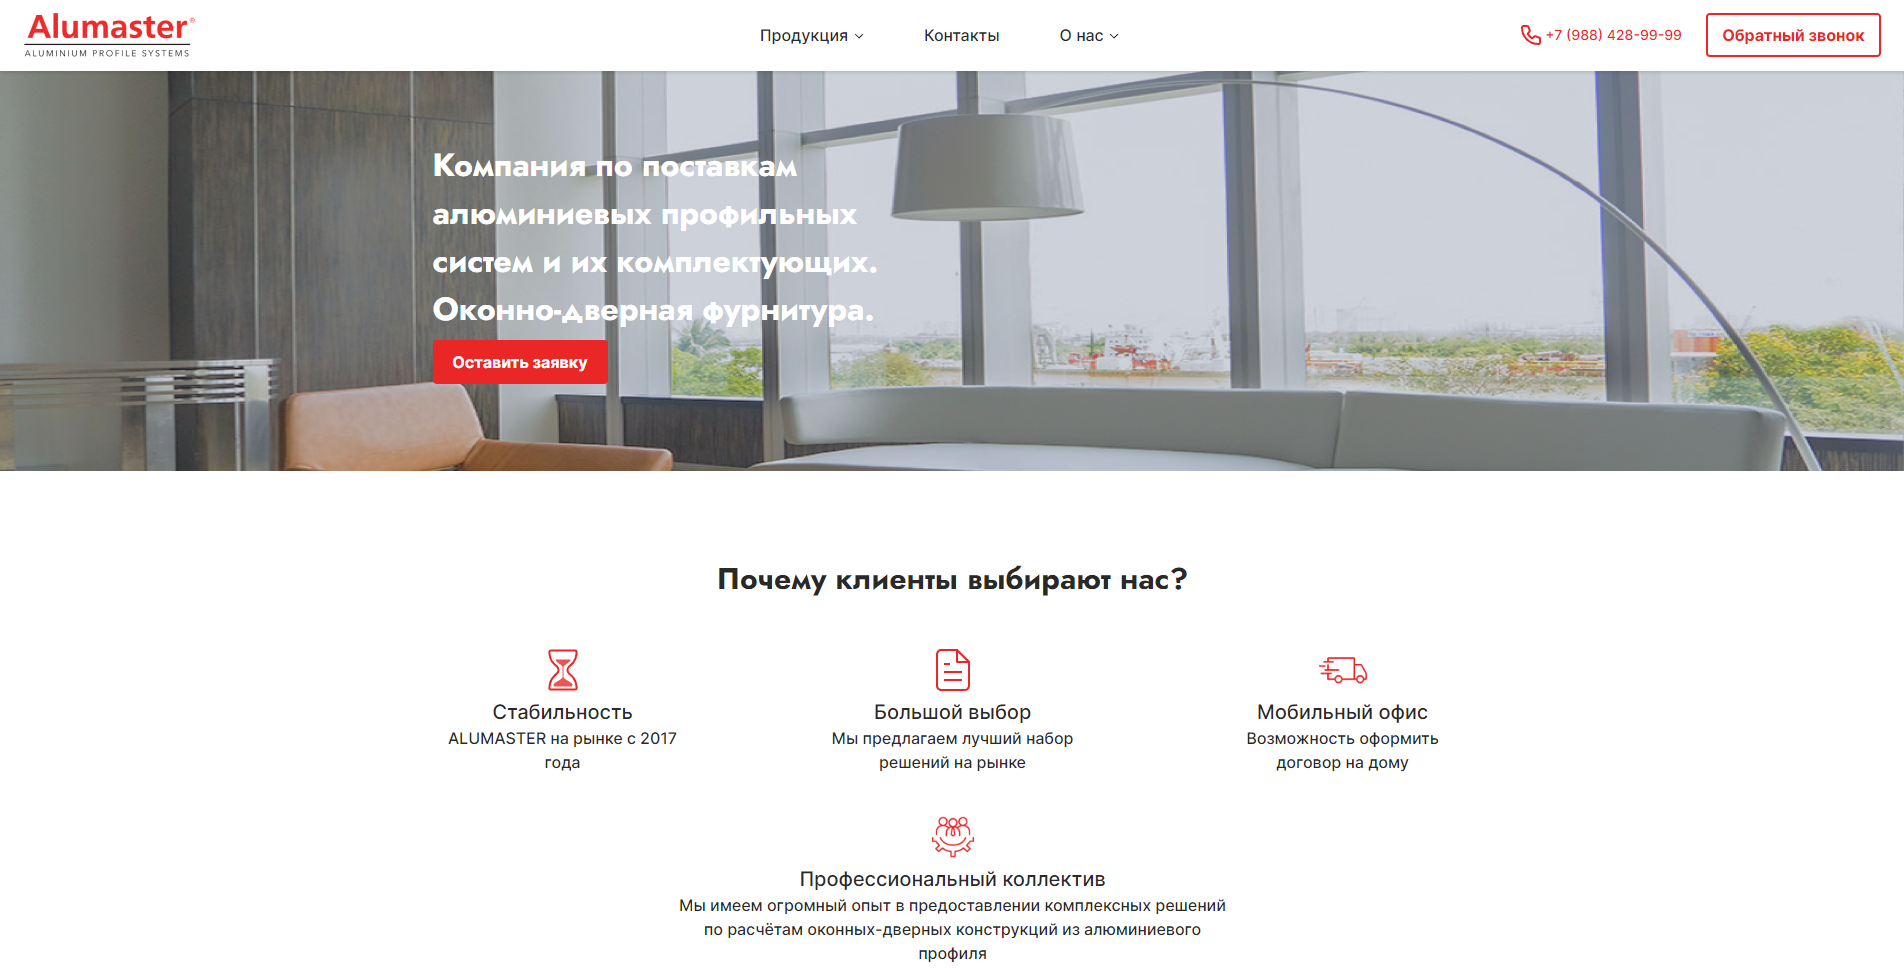 Alumaster®
ALUMINIUM PROFILE SYSTEMS
Продукция
Контакты
О нас
+7 (988) 428-99-99
Обратный звонок
Компания по поставкам
алюминиевых профильных
систем и их комплектующих.
Оконно-дверная фурнитура.
Оставить заявку
Почему клиенты выбирают нас?
Стабильность
ALUMASTER на рынке с 2017
года
Большой выбор
Мы предлагаем лучший набор
решений на рынке
Мобильный офис
Возможность оформить
договор на дому
Профессиональный коллектив
Мы имеем огромный опыт в предоставлении комплексных решений
по расчётам оконных-дверных конструкций из алюминиевого
профиля